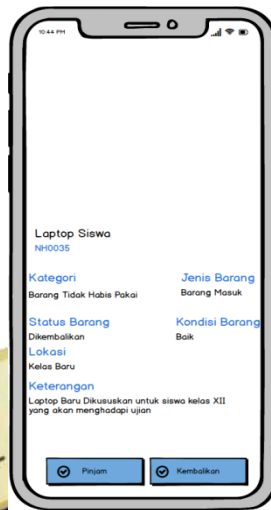 10:44 PM
Laptop Siswa
NH0035
Kategori
Jenis Barang
Barang Tidak Habis Pakai
Barang Masuk
Status Barang
Kondisi Barang
Dikembalikan
Baik
Lokasi
Kelas Baru
Keterangan
Laptop Baru Dikususkan untuk siswa kelas XII
yang akan menghadapi ujian
Pinjam
Kembalikan